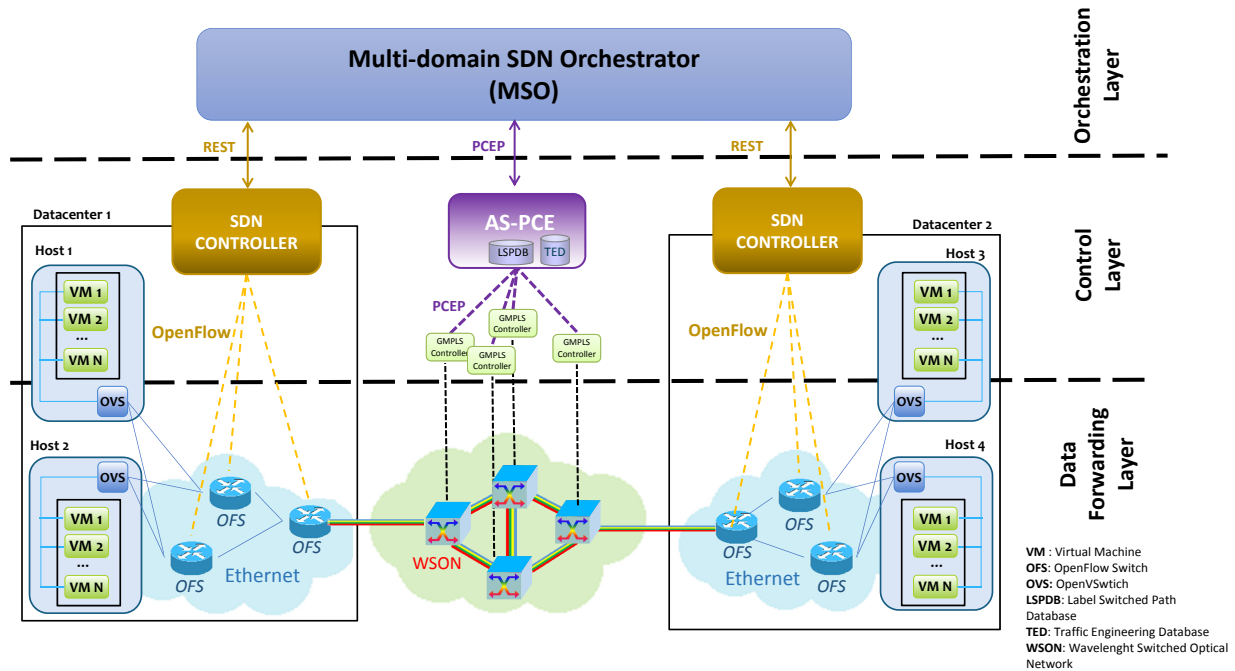 Multi-domain SDN Orchestrator
(MSO)
Orchestration
Layer
REST
PCEP
REST
Datacenter 1
SDN
CONTROLLER
AS-PCE
LSPDB
TED
SDN
CONTROLLER
Datacenter 2
Control
Layer
Host 1
VM 1
VM 2
...
VM N
OVS
OpenFlow
PCEP
GMPLS
Controller
GMPLS
Controller
GMPLS
Controller
GMPLS
Controller
OpenFlow
Host 3
VM 1
VM 2
...
VM N
OVS
Host 2
OVS
VM 1
VM 2
...
VM N
OFS
OFS
OFS
Ethernet
WSON
OFS
OFS
OFS
Ethernet
Host 4
OVS
VM 1
VM 2
...
VM N
Data
Forwarding
Layer
VM : Virtual Machine
OFS: OpenFlow Switch
OVS: OpenVSwtich
LSPDB: Label Switched Path
Database
TED: Traffic Engineering Database
WSON: Wavelenght Switched Optical
Network